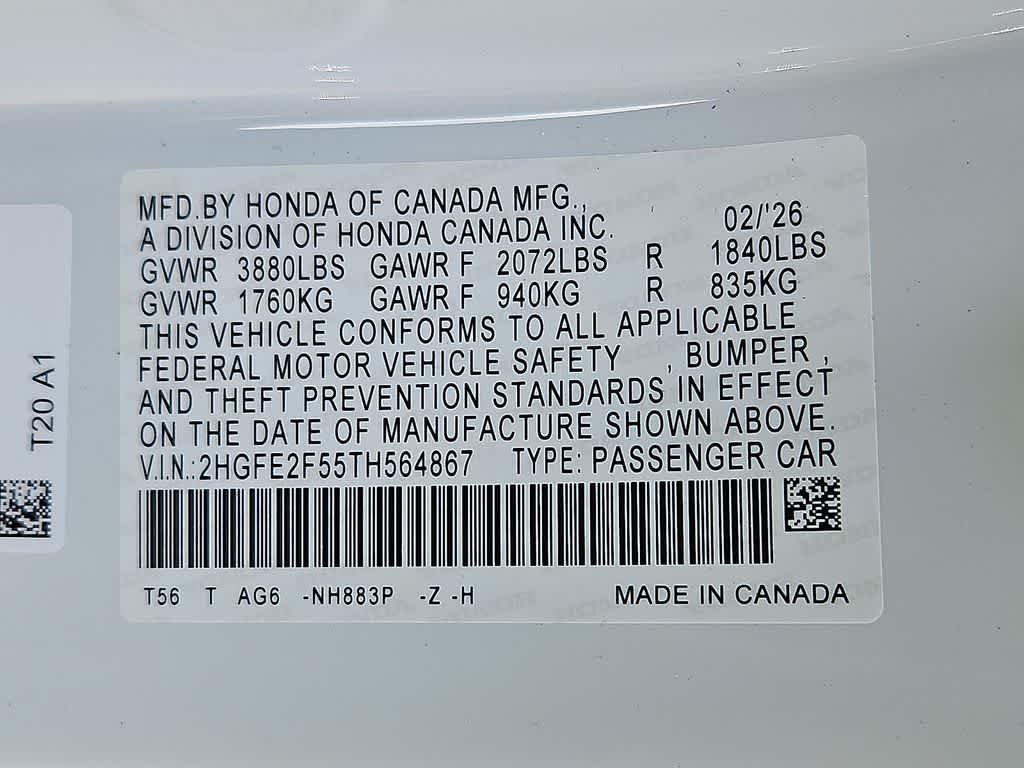 MFD.BY HONDA OF CANADA MFG.,
A DIVISION OF HONDA CANADA INC. 02/'26
GVWR 3880LBS GAWR F 2072LBS R 1840LBS
GVWR 1760KG GAWR F 940KG R 835KG
THIS VEHICLE CONFORMS TO ALL APPLICABLE
FEDERAL MOTOR VEHICLE SAFETY , BUMPER ,
AND THEFT PREVENTION STANDARDS IN EFFECT
ON THE DATE OF MANUFACTURE SHOWN ABOVE.
V.I.N.:2HGFE2F55TH564867 TYPE: PASSENGER CAR
T56 T AG6 -NH883P -Z -H MADE IN CANADA
T20 A1